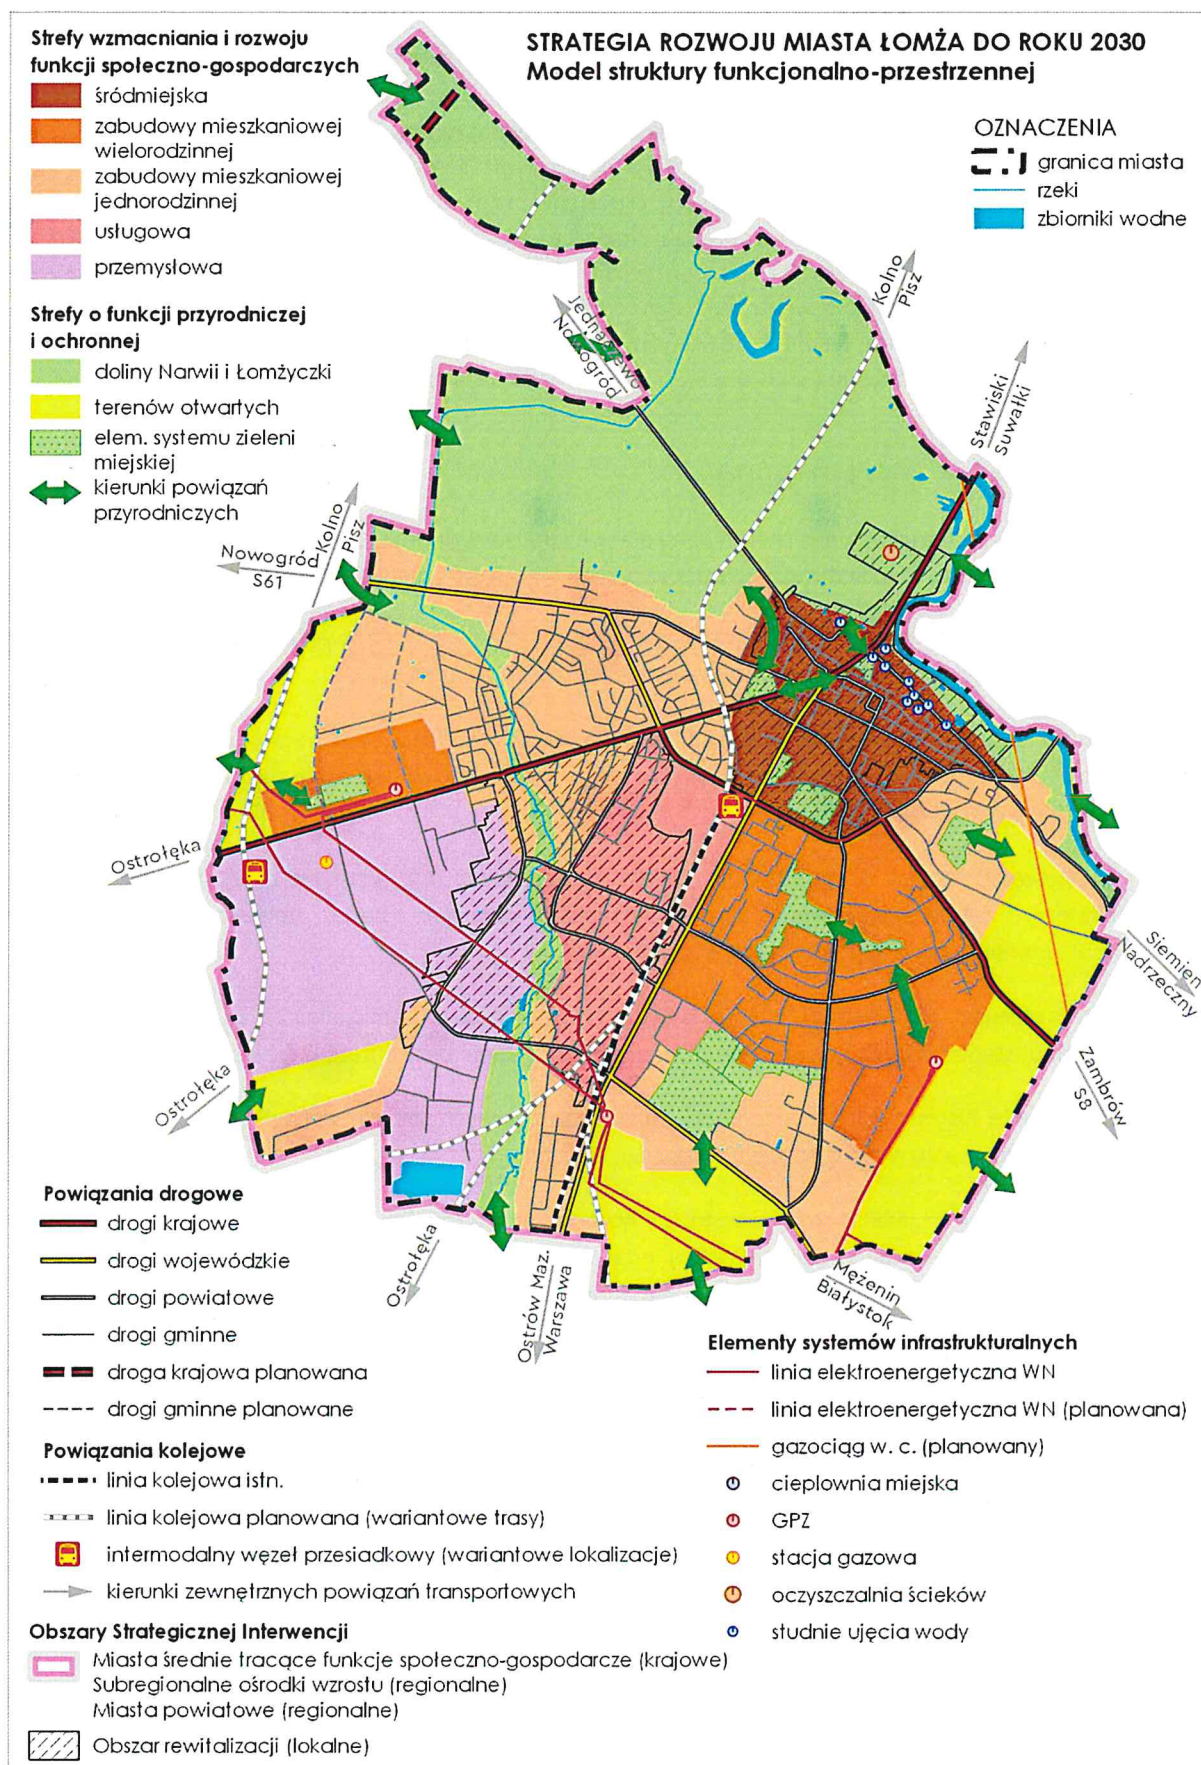 STRATEGIA ROZWOJU MIASTA ŁOMŻA DO ROKU 2030
Model struktury funkcjonalno-przestrzennej
Strefy wzmacniania i rozwoju
funkcji społeczno-gospodarczych
śródmiejska
zabudowy mieszkaniowej
wielorodzinnej
zabudowy mieszkaniowej
jednorodzinnej
usługowa
przemysłowa
Strefy o funkcji przyrodniczej
i ochronnej
doliny Narwii i Łomżyczki
terenów otwartych
elem. systemu zieleni
miejskiej
kierunki powiązań
przyrodniczych
OZNACZENIA
granica miasta
rzeki
zbiorniki wodne
Kolno
Pisz
Jednaczewo
Nowogród
Stawiski
Suwałki
Kolno
Pisz
Nowogród
S61
Ostrołęka
Siemien
Nadrzeczny
Ostrołęka
Zambrów
S8
Ostrołęka
Ostrów Maz.
Warszawa
Mężenin
Białystok
Powiązania drogowe
drogi krajowe
drogi wojewódzkie
drogi powiatowe
drogi gminne
droga krajowa planowana
drogi gminne planowane
Powiązania kolejowe
linia kolejowa istn.
linia kolejowa planowana (wariantowe trasy)
intermodalny węzeł przesiadkowy (wariantowe lokalizacje)
kierunki zewnętrznych powiązań transportowych
Obszary Strategicznej Interwencji
Miasta średnie tracące funkcje społeczno-gospodarcze (krajowe)
Subregionalne ośrodki wzrostu (regionalne)
Miasta powiatowe (regionalne)
Obszar rewitalizacji (lokalne)
Elementy systemów infrastrukturalnych
linia elektroenergetyczna WN
linia elektroenergetyczna WN (planowana)
gazociąg w. c. (planowany)
ciepłownia miejska
GPZ
stacja gazowa
oczyszczalnia ścieków
studnie ujęcia wody